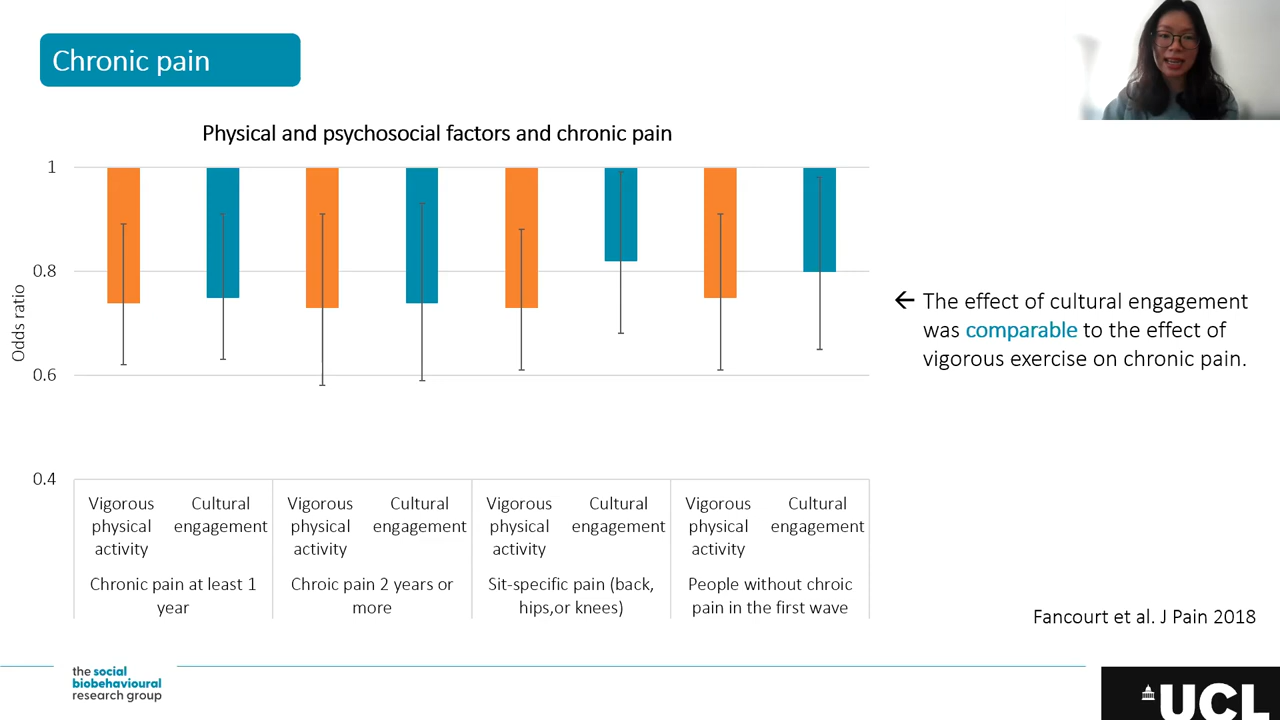 Chronic pain
Physical and psychosocial factors and chronic pain
1
0.8
0.6
0.4
Odds ratio
Vigorous physical activity
Cultural engagement
Vigorous physical activity
Cultural engagement
Vigorous physical activity
Cultural engagement
Vigorous physical activity
Cultural engagement
Chronic pain at least 1
year
Chroic pain 2 years or
more
Sit-specific pain (back,
hips,or knees)
People without chroic
pain in the first wave
← The effect of cultural engagement
was comparable to the effect of
vigorous exercise on chronic pain.
Fancourt et al. J Pain 2018
the social
biobehavioural
research group
UCL